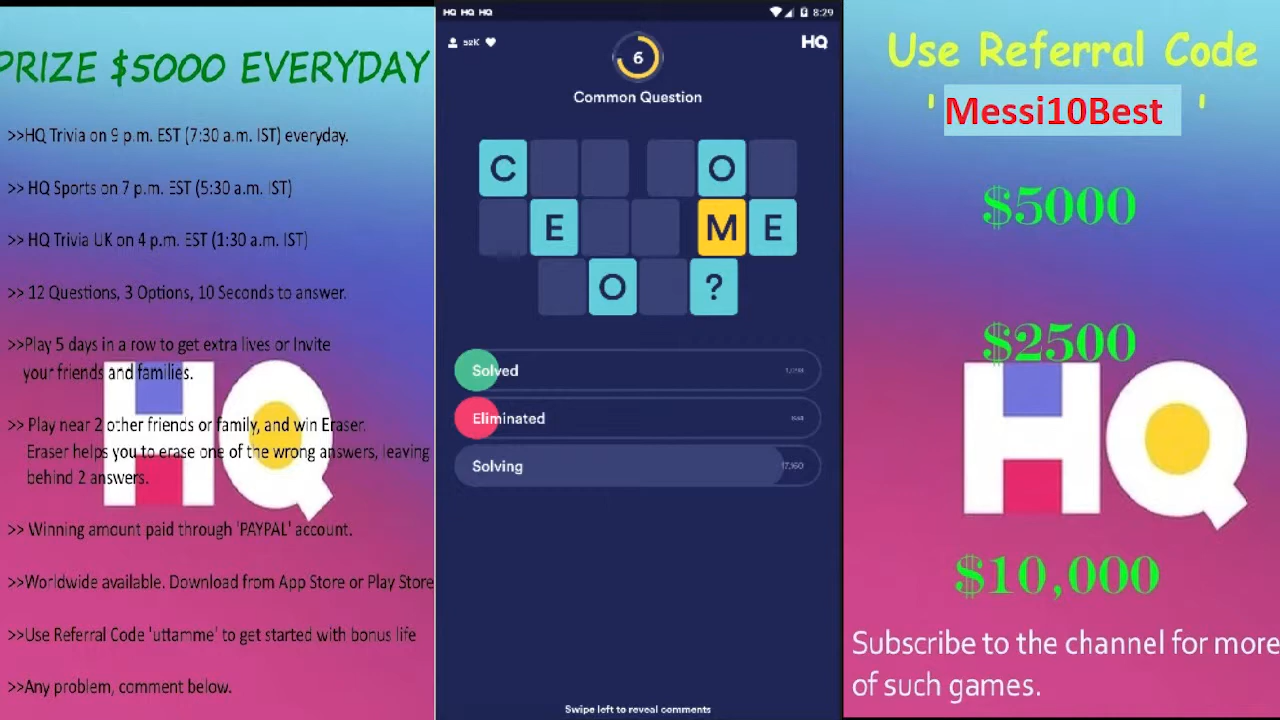 PRIZE $5000 EVERYDAY
>>HQ Trivia on 9 p.m. EST (7:30 a.m. IST) everyday.
>> HQ Sports on 7 p.m. EST (5:30 a.m. IST)
>> HQ Trivia UK on 4 p.m. EST (1:30 a.m. IST)
>> 12 Questions, 3 Options, 10 Seconds to answer.
>>Play 5 days in a row to get extra lives or Invite
your friends and families.
>> Play near 2 other friends or family, and win Eraser.
Eraser helps you to erase one of the wrong answers, leaving
behind 2 answers.
>> Winning amount paid through 'PAYPAL' account.
>>Worldwide available. Download from App Store or Play Store
>>Use Referral Code 'uttamme' to get started with bonus life
>>Any problem, comment below.
HQ
HQ HQ HQ 8:29
52K HQ
6
Common Question
C O
E M E
O ?
Solved
Eliminated
Solving 17,160
Swipe left to reveal comments
Use Referral Code
' Messi10Best '
$5000
$2500
HQ
$10,000
Subscribe to the channel for more
of such games.